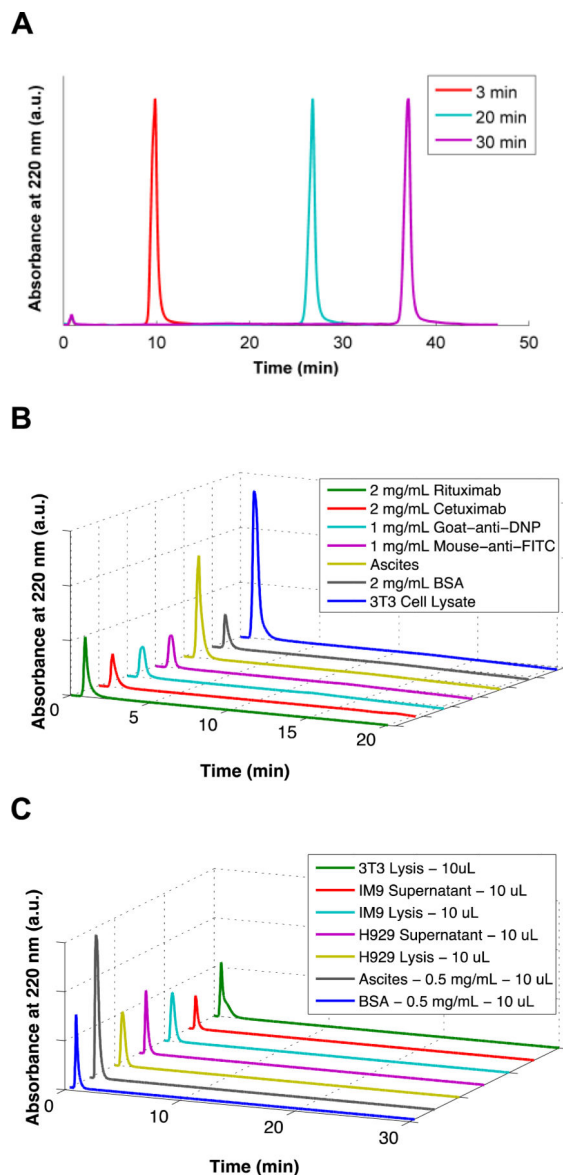 A
Absorbance at 220 nm (a.u.)
3 min
20 min
30 min
0
10
20
30
40
50
Time (min)
B
Absorbance at 220 nm (a.u.)
2 mg/mL Rituximab
2 mg/mL Cetuximab
1 mg/mL Goat-anti-DNP
1 mg/mL Mouse-anti-FITC
Ascites
2 mg/mL BSA
3T3 Cell Lysate
0
5
10
15
20
Time (min)
C
Absorbance at 220 nm (a.u.)
3T3 Lysis – 10uL
IM9 Supernatant – 10 uL
IM9 Lysis – 10 uL
H929 Supernatant – 10 uL
H929 Lysis – 10 uL
Ascites – 0.5 mg/mL – 10 uL
BSA – 0.5 mg/mL – 10 uL
0
10
20
30
Time (min)